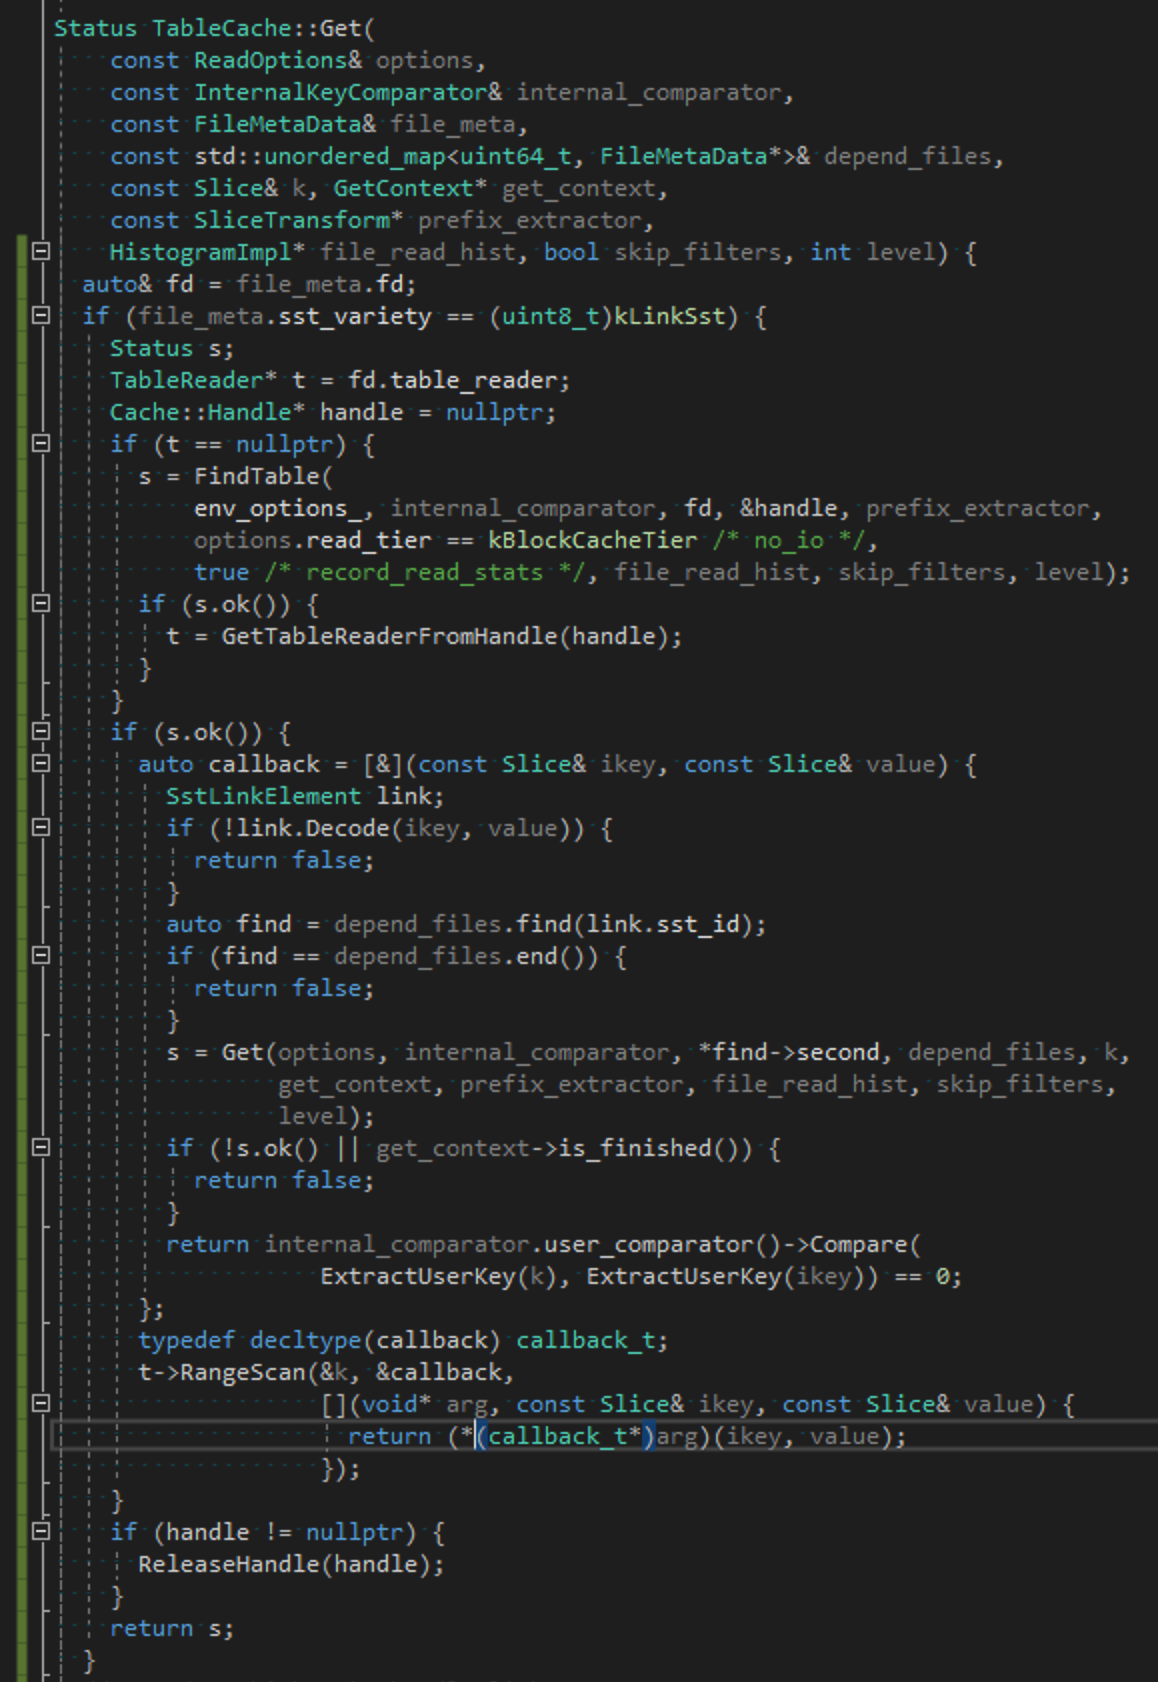 Status TableCache::Get(
    const ReadOptions& options,
    const InternalKeyComparator& internal_comparator,
    const FileMetaData& file_meta,
    const std::unordered_map<uint64_t, FileMetaData*>& depend_files,
    const Slice& k, GetContext* get_context,
    const SliceTransform* prefix_extractor,
    HistogramImpl* file_read_hist, bool skip_filters, int level) {
  auto& fd = file_meta.fd;
  if (file_meta.sst_variety == (uint8_t)kLinkSst) {
    Status s;
    TableReader* t = fd.table_reader;
    Cache::Handle* handle = nullptr;
    if (t == nullptr) {
      s = FindTable(
          env_options_, internal_comparator, fd, &handle, prefix_extractor,
          options.read_tier == kBlockCacheTier /* no_io */,
          true /* record_read_stats */, file_read_hist, skip_filters, level);
      if (s.ok()) {
        t = GetTableReaderFromHandle(handle);
      }
    }
    if (s.ok()) {
      auto callback = [&](const Slice& ikey, const Slice& value) {
        SstLinkElement link;
        if (!link.Decode(ikey, value)) {
          return false;
        }
        auto find = depend_files.find(link.sst_id);
        if (find == depend_files.end()) {
          return false;
        }
        s = Get(options, internal_comparator, *find->second, depend_files, k,
                get_context, prefix_extractor, file_read_hist, skip_filters,
                level);
        if (!s.ok() || get_context->is_finished()) {
          return false;
        }
        return internal_comparator.user_comparator()->Compare(
                   ExtractUserKey(k), ExtractUserKey(ikey)) == 0;
      };
      typedef decltype(callback) callback_t;
      t->RangeScan(&k, &callback,
                   [](void* arg, const Slice& ikey, const Slice& value) {
                     return (*(callback_t*)arg)(ikey, value);
                   });
    }
    if (handle != nullptr) {
      ReleaseHandle(handle);
    }
    return s;
  }